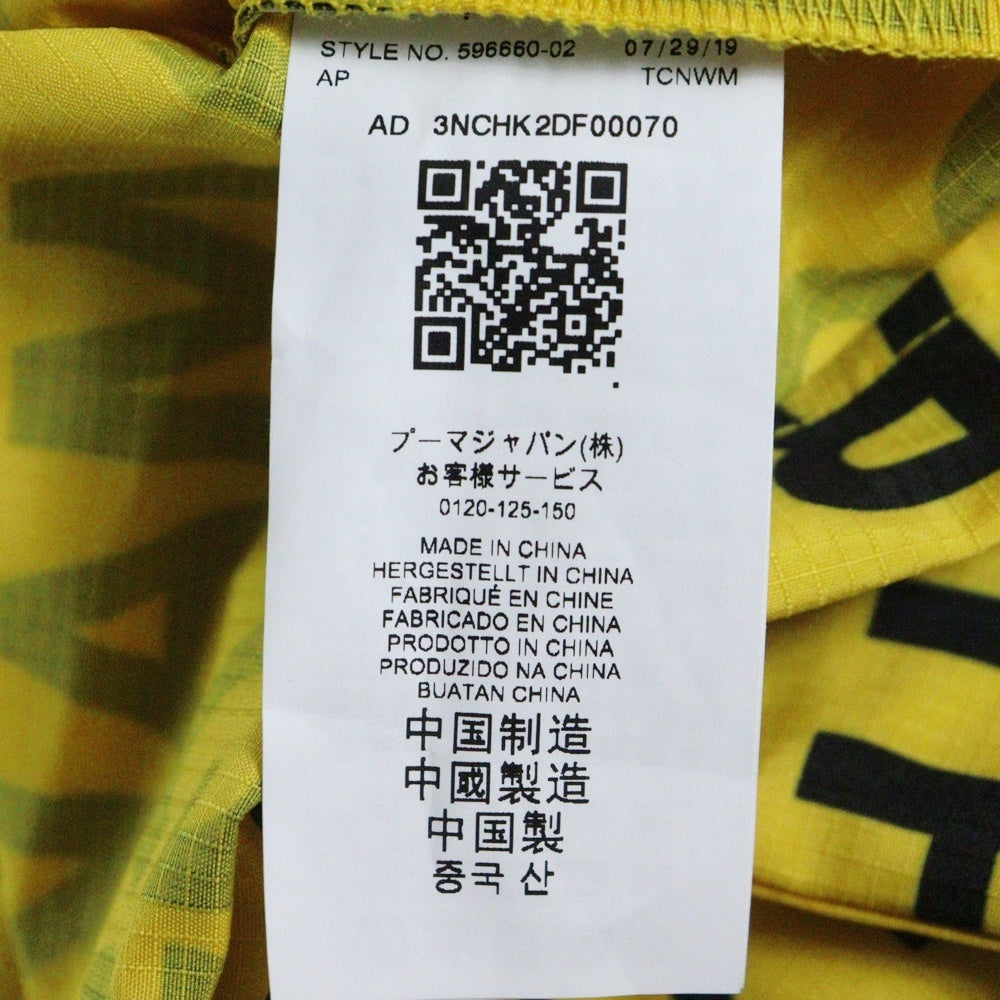 STYLE NO. 596660-02 07/29/19
AP TCNWM
AD 3NCHK2DF00070
プーマジャパン(株)
お客様サービス
0120-125-150
MADE IN CHINA
HERGESTELLT IN CHINA
FABRIQUÉ EN CHINE
FABRICADO EN CHINA
PRODOTTO IN CHINA
PRODUZIDO NA CHINA
BUATAN CHINA
中国制造
中國製造
中国製
중국 산